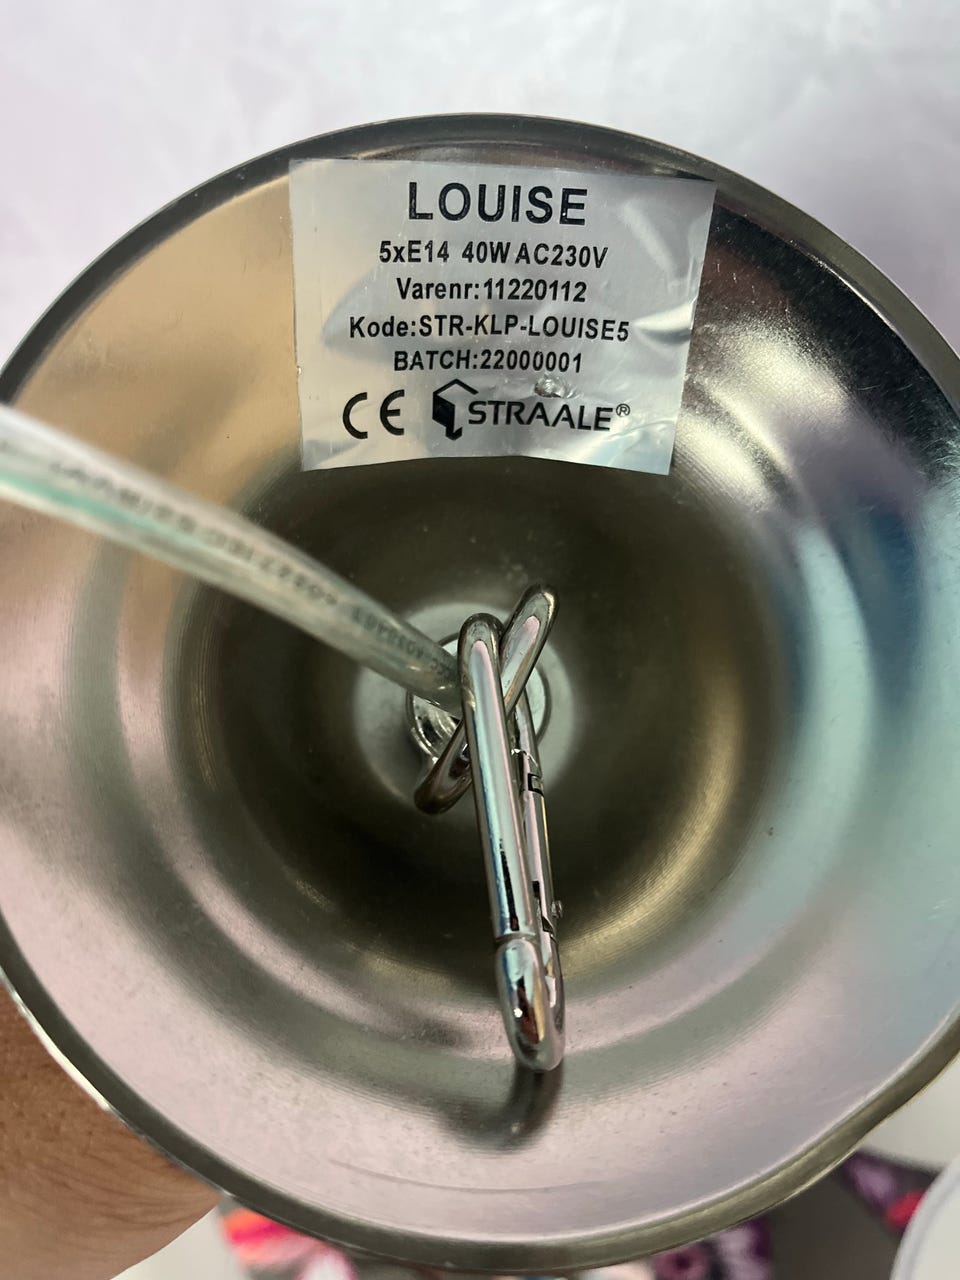 LOUISE
5xE14 40W AC230V
Varenr:11220112
Kode:STR-KLP-LOUISE5
BATCH:22000001
CE STRAALE®